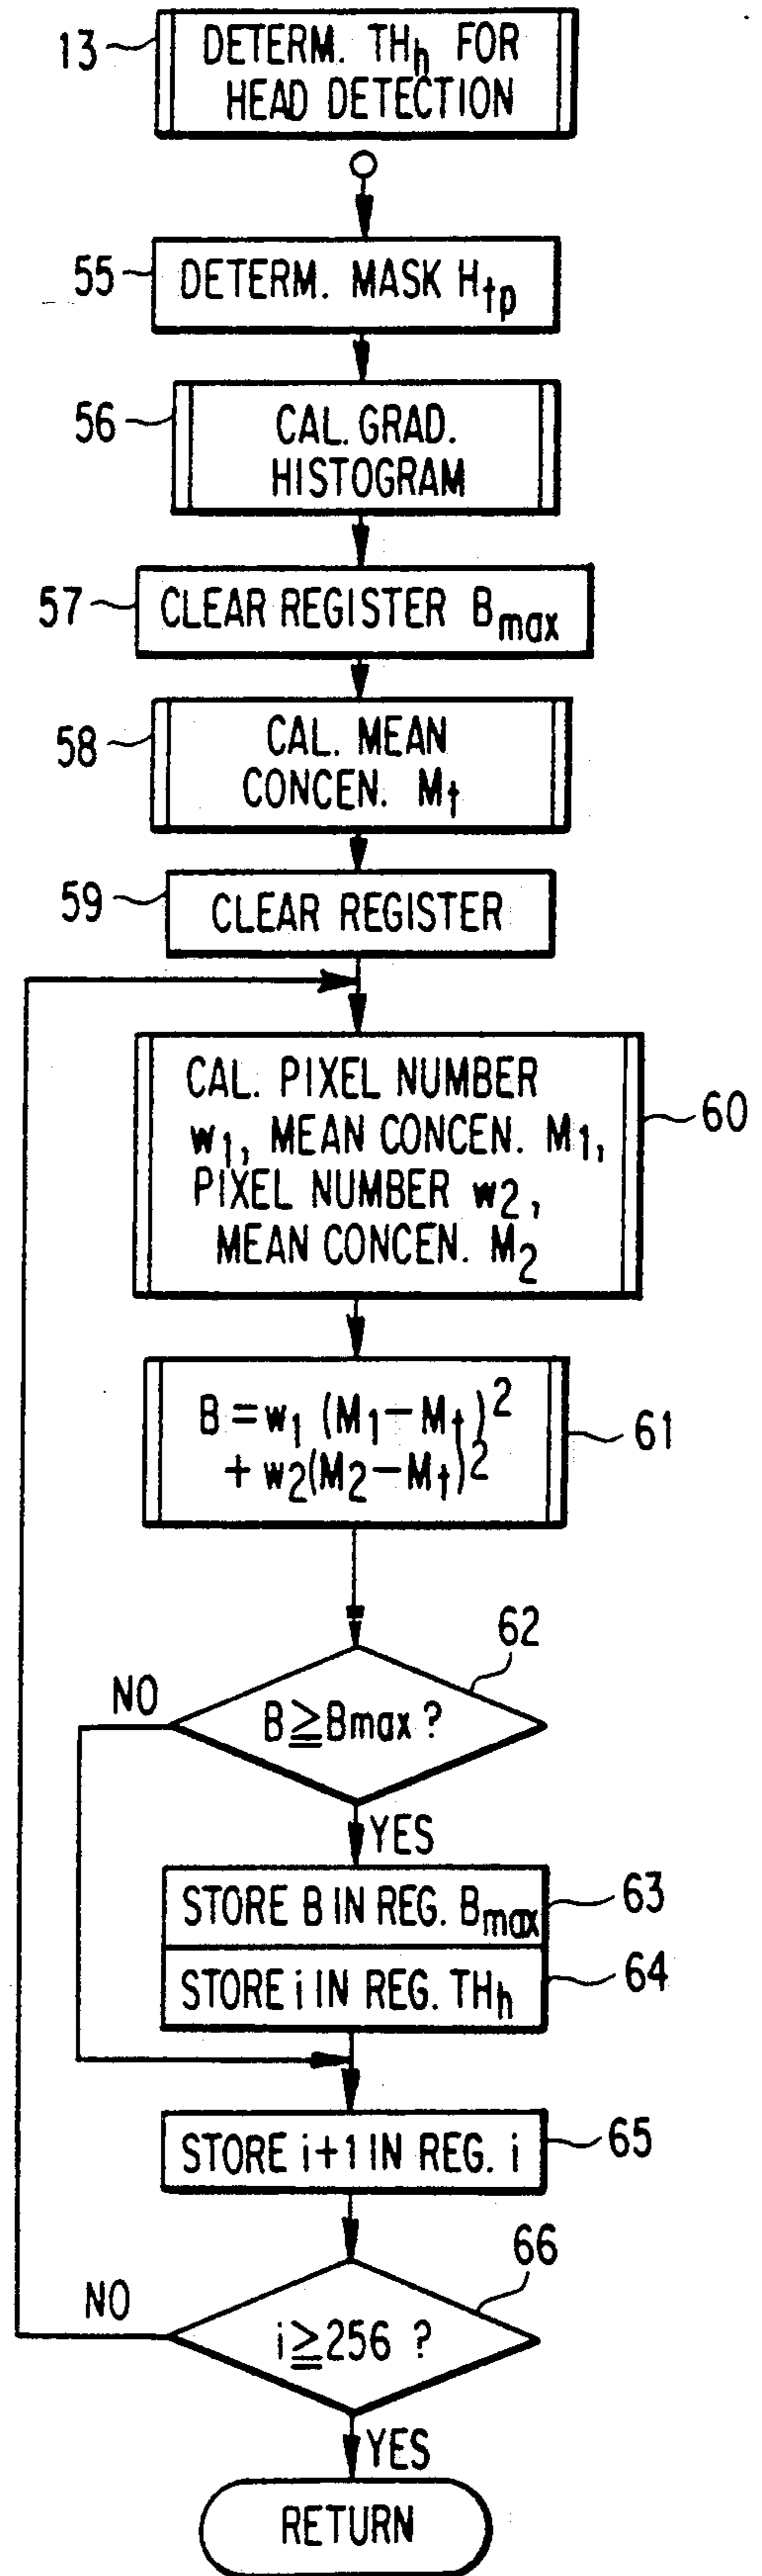 13
DETERM. THh FOR
HEAD DETECTION
55
DETERM. MASK Htp
56
CAL. GRAD.
HISTOGRAM
57
CLEAR REGISTER Bmax
58
CAL. MEAN
CONCEN. Mt
59
CLEAR REGISTER
CAL. PIXEL NUMBER
w1, MEAN CONCEN. M1,
PIXEL NUMBER w2,
MEAN CONCEN. M2
60
B = w1 (M1 − Mt)²
+ w2(M2 − Mt)²
61
62
NO
B ≧ Bmax ?
YES
STORE B IN REG. Bmax
63
STORE i IN REG. THh
64
STORE i+1 IN REG. i
65
66
NO
i ≧ 256 ?
YES
RETURN